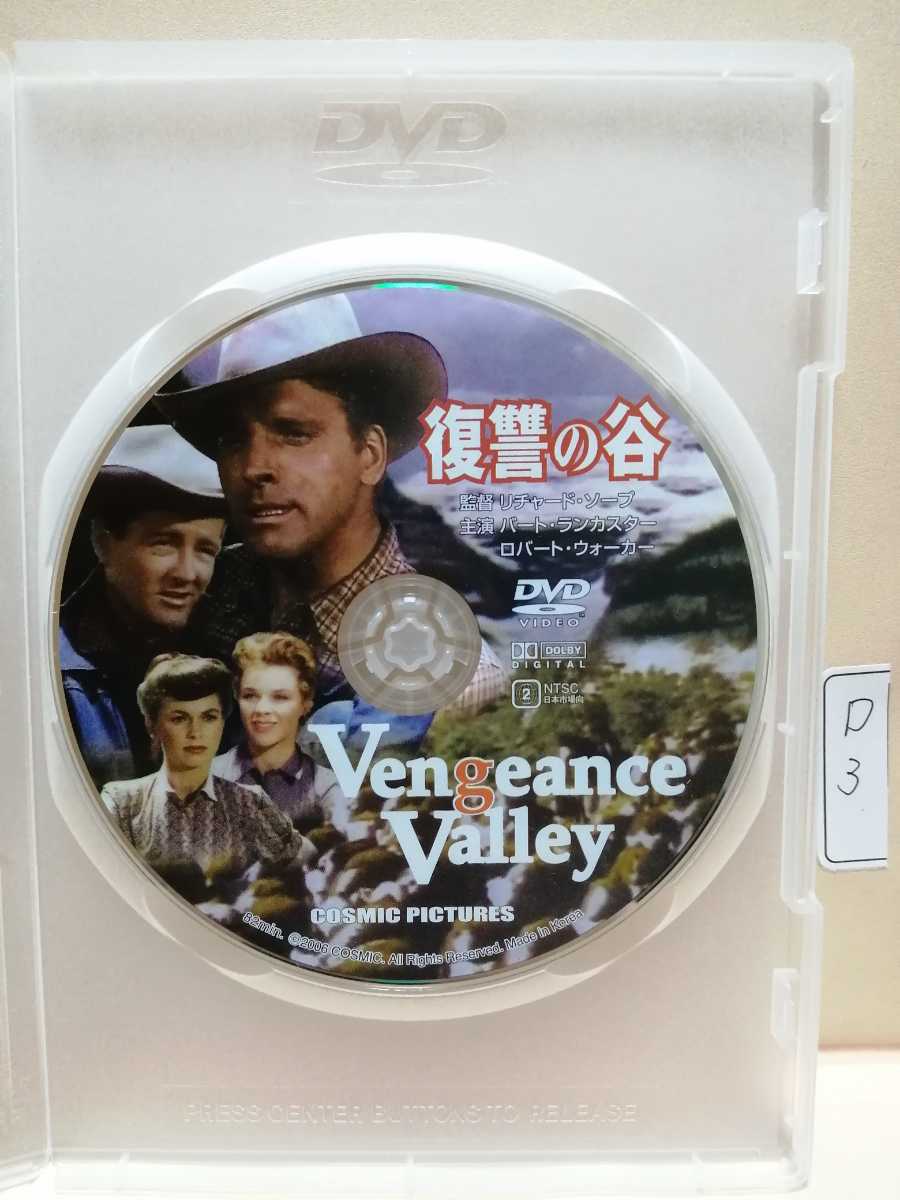 DVD
復讐の谷
監督 リチャード・ソープ
主演 バート・ランカスター
ロバート・ウォーカー
DVD
VIDEO
DOLBY
DIGITAL
2 NTSC
日本市場向
Vengeance
Valley
COSMIC PICTURES
82min. ©2006 COSMIC. All Rights Reserved. Made in Korea
PRESS CENTER BUTTONS TO RELEASE
D
3